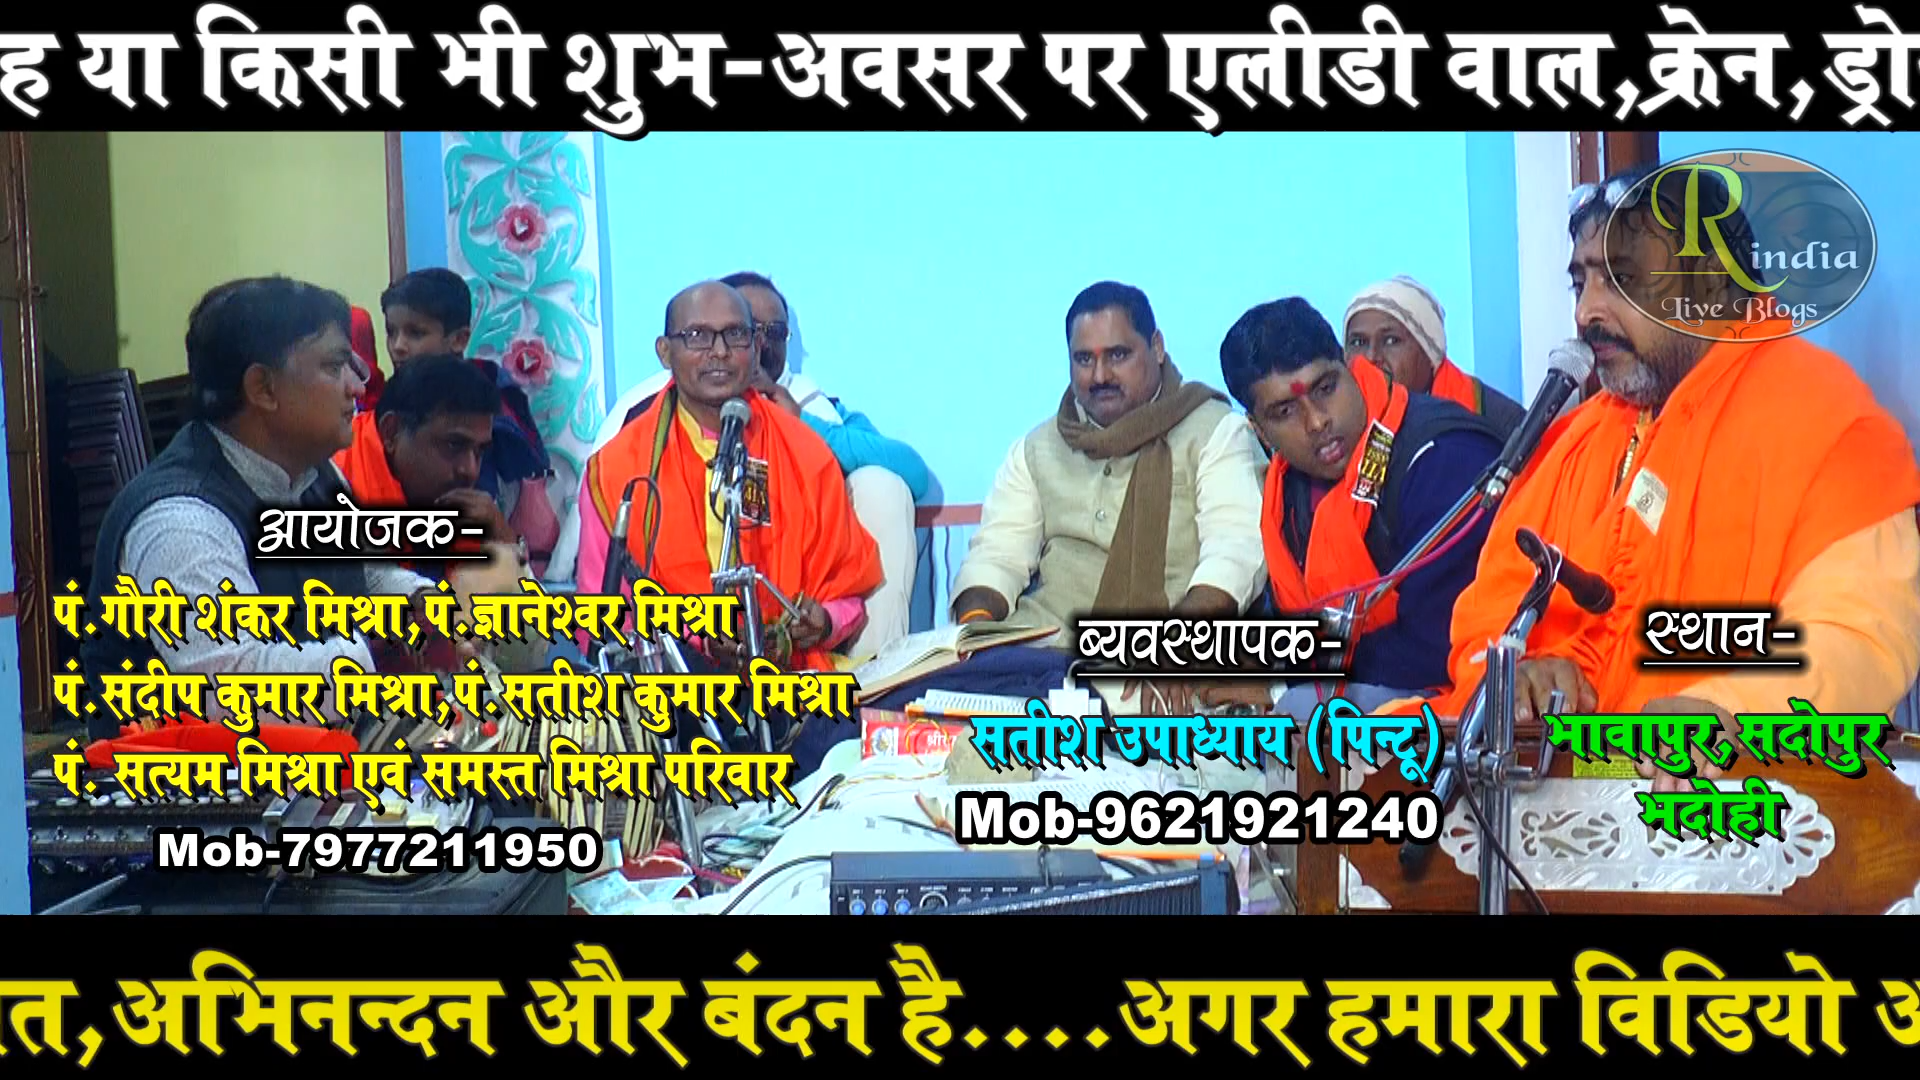 ह या किसी भी शुभ-अवसर पर एलीडी वाल,क्रेन,ड्रो
R india
Live Blogs
आयोजक-
पं.गौरी शंकर मिश्रा,पं.ज्ञानेश्वर मिश्रा
पं.संदीप कुमार मिश्रा,पं.सतीश कुमार मिश्रा
पं. सत्यम मिश्रा एवं समस्त मिश्रा परिवार
Mob-7977211950
ब्यवस्थापक-
सतीश उपाध्याय (पिन्टू)
Mob-9621921240
स्थान-
भावापुर,सदोपुर
भदोही
त,अभिनन्दन और बंदन है....अगर हमारा विडियो अ